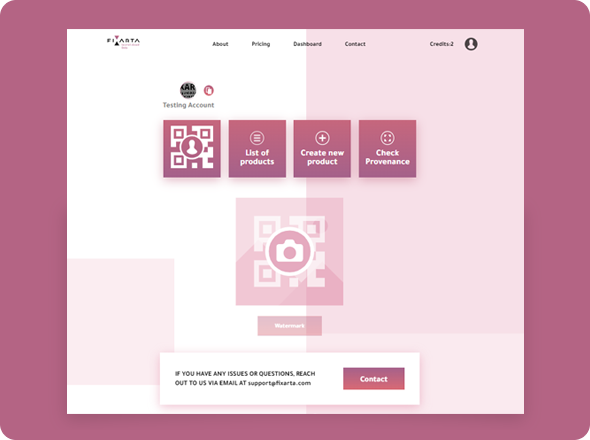 FIXARTA
About Pricing Dashboard Contact Credits:2
Testing Account
List of
products
Create new
product
Check
Provenance
Watermark
IF YOU HAVE ANY ISSUES OR QUESTIONS, REACH
OUT TO US VIA EMAIL AT support@fixarta.com
Contact